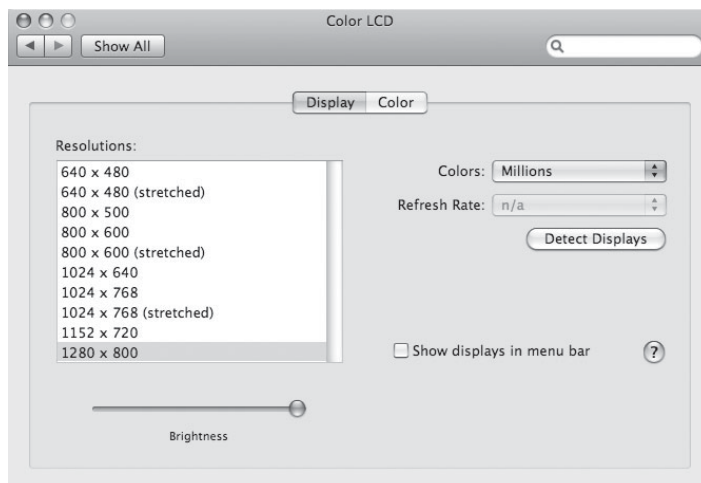 Color LCD
Show All
Display Color
Resolutions:
640 x 480
640 x 480 (stretched)
800 x 500
800 x 600
800 x 600 (stretched)
1024 x 640
1024 x 768
1024 x 768 (stretched)
1152 x 720
1280 x 800
Brightness
Colors: Millions
Refresh Rate: n/a
Detect Displays
Show displays in menu bar ?